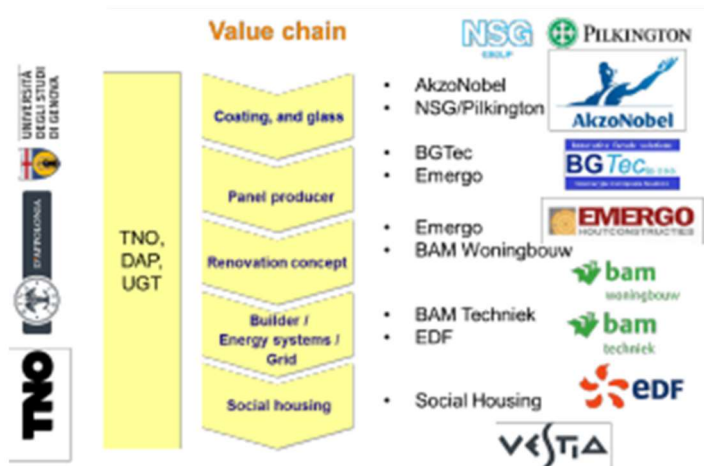 Value chain
NSG
GROUP
PILKINGTON
UNIVERSITÀ
DEGLI STUDI
DI GENOVA
D'APPOLONIA
TNO
TNO,
DAP,
UGT
Coating, and glass
Panel producer
Renovation concept
Builder /
Energy systems /
Grid
Social housing
• AkzoNobel
• NSG/Pilkington
• BGTec
• Emergo
• Emergo
• BAM Woningbouw
• BAM Techniek
• EDF
• Social Housing
AkzoNobel
BGTec
EMERGO
HOUTCONSTRUCTIES
bam
woningbouw
bam
techniek
eDF
VESTIA